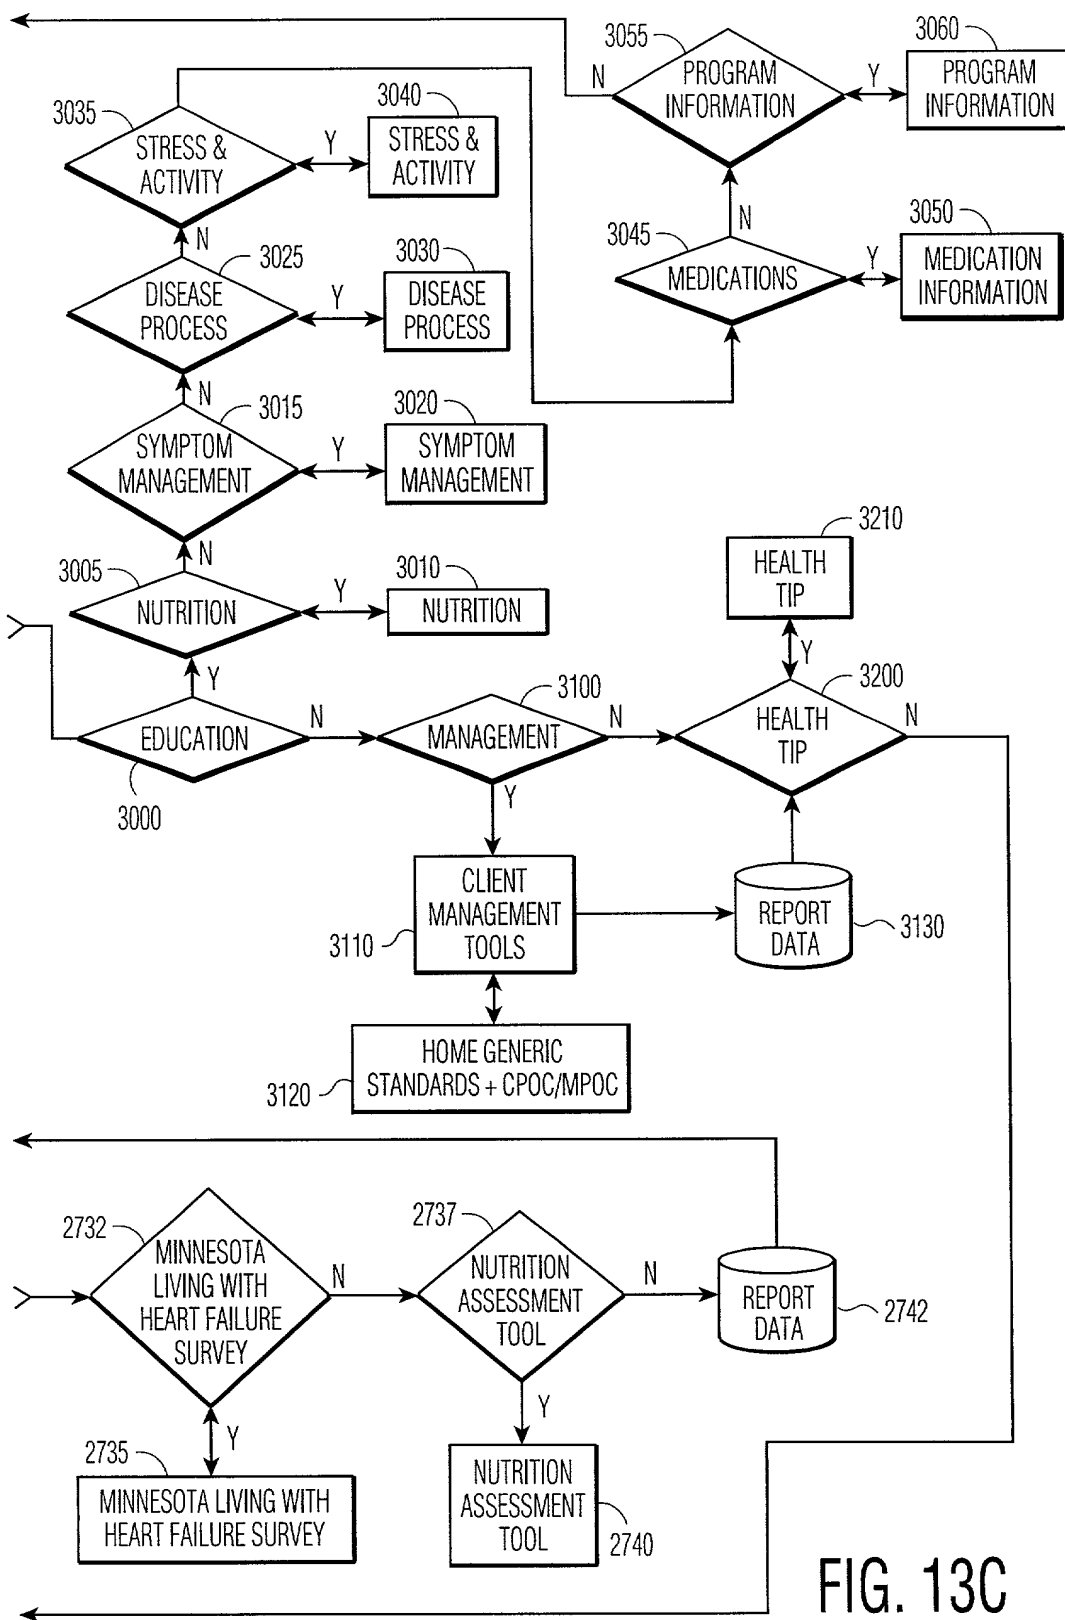 3055
N
PROGRAM
INFORMATION
Y
3060
PROGRAM
INFORMATION
3035
STRESS &
ACTIVITY
Y
3040
STRESS &
ACTIVITY
N
3045
MEDICATIONS
Y
3050
MEDICATION
INFORMATION
N
3025
DISEASE
PROCESS
Y
3030
DISEASE
PROCESS
N
3015
SYMPTOM
MANAGEMENT
Y
3020
SYMPTOM
MANAGEMENT
N
3005
NUTRITION
Y
3010
NUTRITION
3210
HEALTH
TIP
Y
Y
EDUCATION
3000
N
3100
MANAGEMENT
N
3200
HEALTH
TIP
N
Y
CLIENT
MANAGEMENT
TOOLS
3110
REPORT
DATA
3130
HOME GENERIC
STANDARDS + CPOC/MPOC
3120
2732
MINNESOTA
LIVING WITH
HEART FAILURE
SURVEY
N
2737
NUTRITION
ASSESSMENT
TOOL
N
REPORT
DATA
2742
Y
2735
MINNESOTA LIVING WITH
HEART FAILURE SURVEY
Y
NUTRITION
ASSESSMENT
TOOL
2740
FIG. 13C